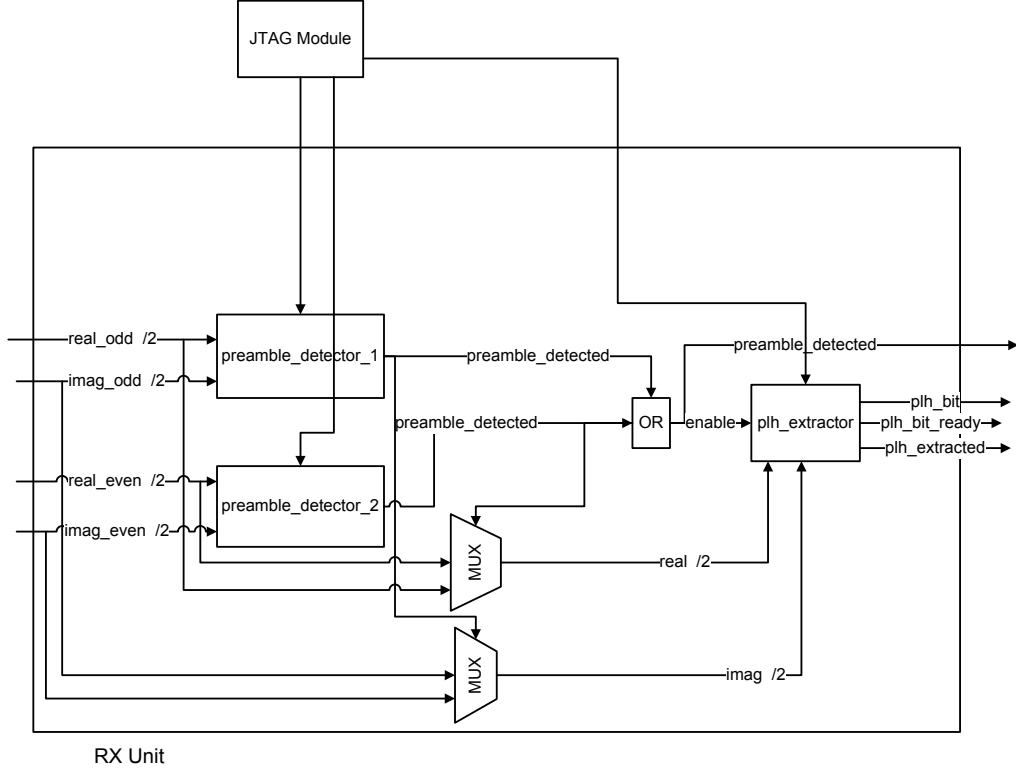 JTAG Module
real_odd /2
preamble_detector_1
preamble_detected
preamble_detected
imag_odd /2
plh_bit
preamble_detected
OR
enable
plh_extractor
plh_bit_ready
plh_extracted
real_even /2
preamble_detector_2
imag_even /2
MUX
real /2
MUX
imag /2
RX Unit